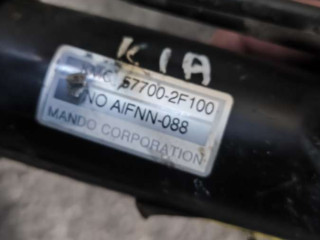 KIA
57700-2F100
NO AIFNN-088
MANDO CORPORATION